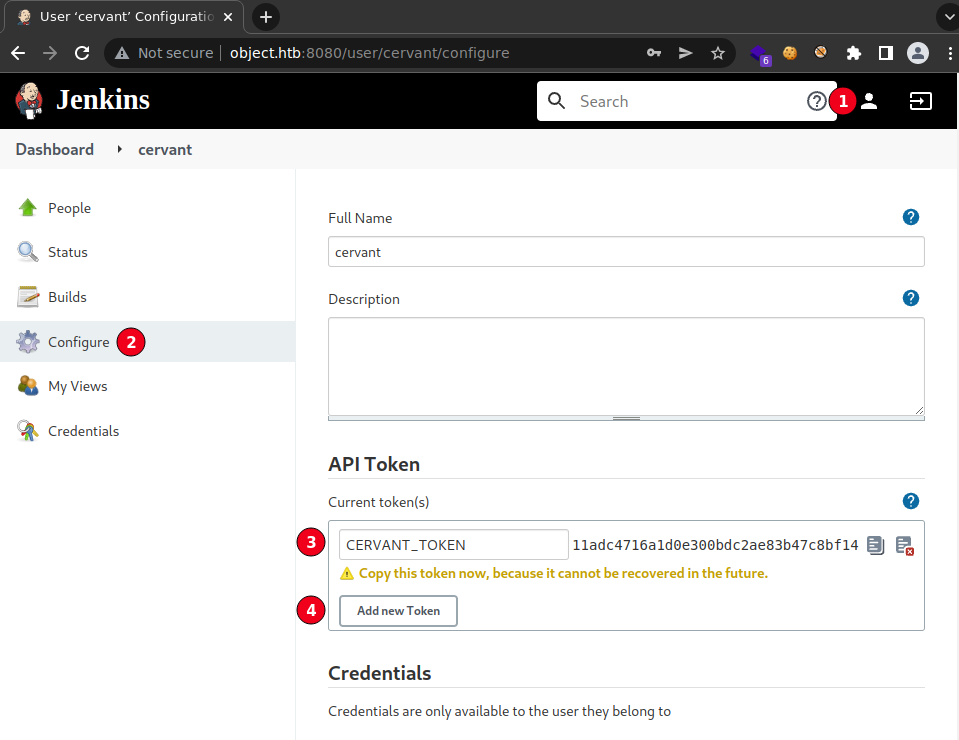 User ‘cervant’ Configuratio
Not secure
object.htb:8080/user/cervant/configure
6
Jenkins
Search
1
Dashboard
cervant
People
Status
Builds
Configure
2
My Views
Credentials
Full Name
cervant
Description
API Token
Current token(s)
3
CERVANT_TOKEN
11adc4716a1d0e300bdc2ae83b47c8bf14
Copy this token now, because it cannot be recovered in the future.
4
Add new Token
Credentials
Credentials are only available to the user they belong to